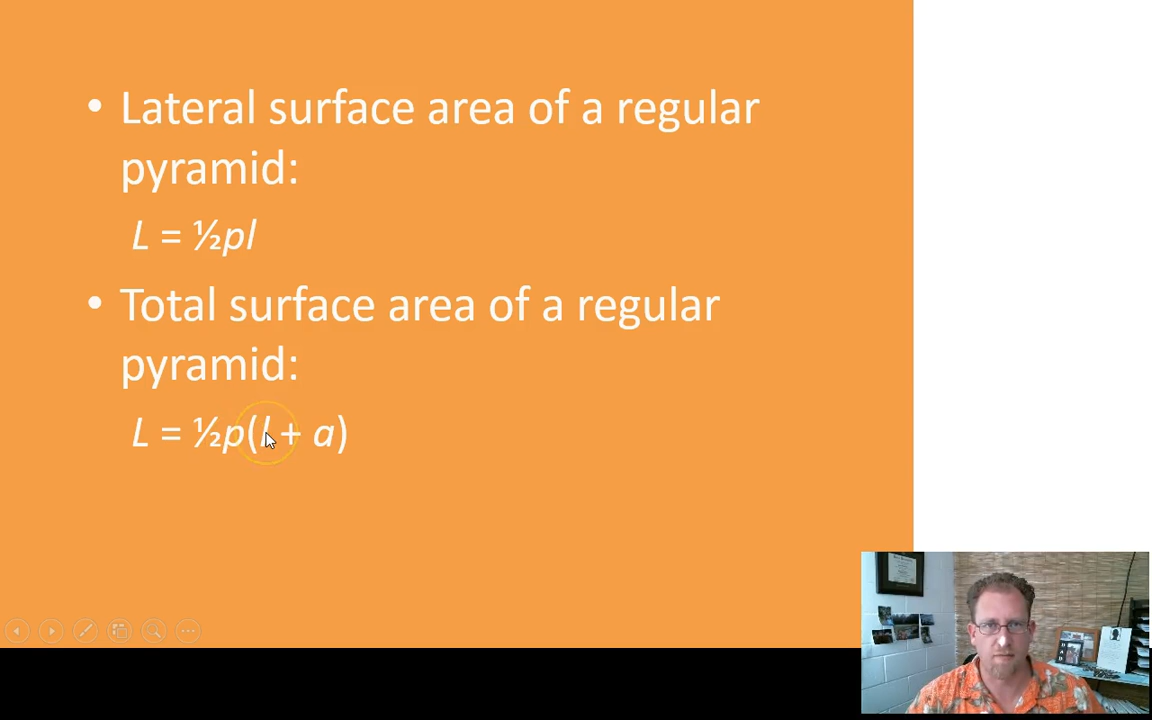 • Lateral surface area of a regular
pyramid:
L = ½pl
• Total surface area of a regular
pyramid:
L = ½p(l + a)